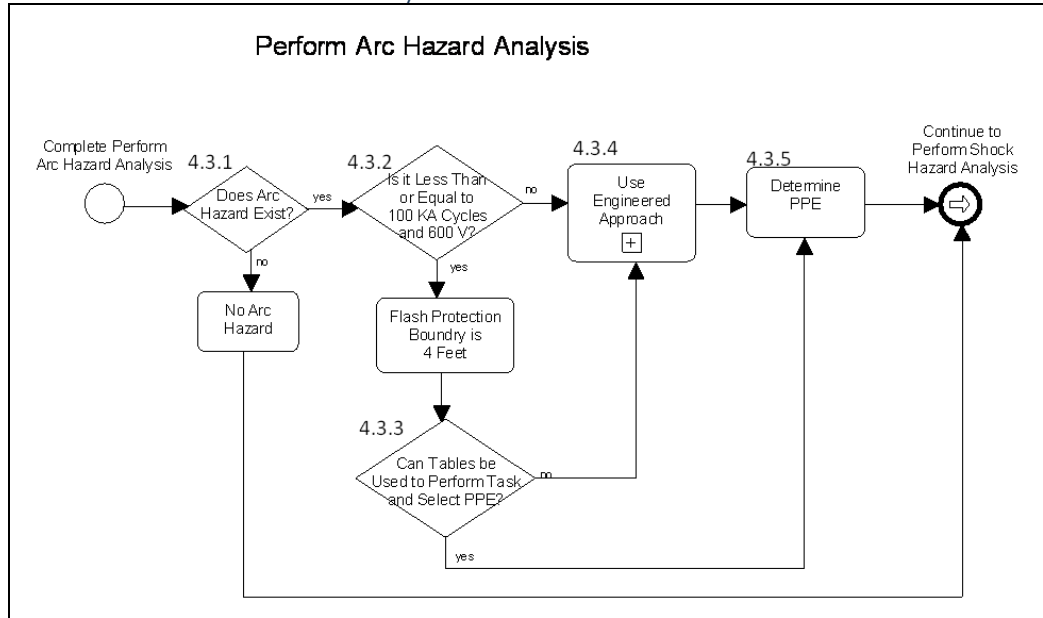 Perform Arc Hazard Analysis
Complete Perform
Arc Hazard Analysis
4.3.1
Does Arc
Hazard Exist?
yes
no
No Arc
Hazard
4.3.2
Is it Less Than
or Equal to
100 KA Cycles
and 600 V?
no
yes
Flash Protection
Boundry is
4 Feet
4.3.3
Can Tables be
Used to Perform Task
and Select PPE?
no
yes
4.3.4
Use
Engineered
Approach
+
4.3.5
Determine
PPE
Continue to
Perform Shock
Hazard Analysis